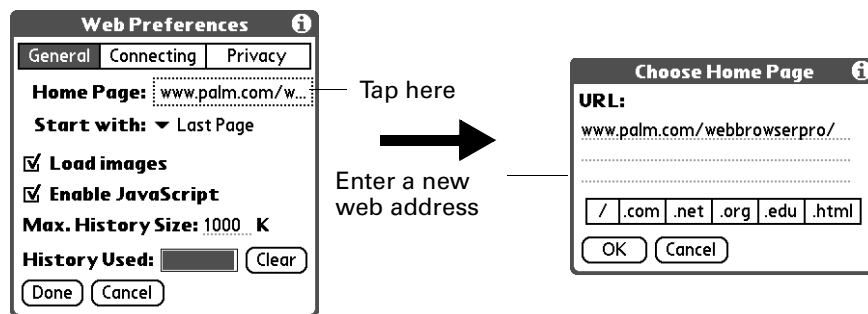 Web Preferences i
General Connecting Privacy
Home Page: www.palm.com/w...
Start with: Last Page
Load images
Enable JavaScript
Max. History Size: 1000 K
History Used: Clear
Done Cancel
Tap here
Enter a new
web address
Choose Home Page i
URL:
www.palm.com/webbrowserpro/
/ .com .net .org .edu .html
OK Cancel